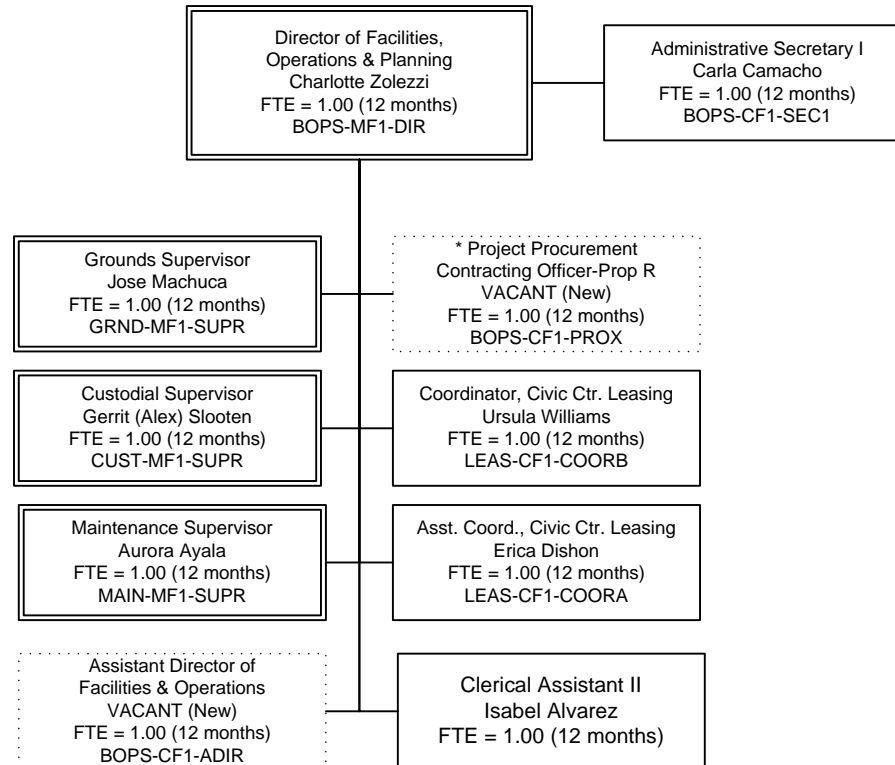 Director of Facilities,
Operations & Planning
Charlotte Zolezzi
FTE = 1.00 (12 months)
BOPS-MF1-DIR
Administrative Secretary I
Carla Camacho
FTE = 1.00 (12 months)
BOPS-CF1-SEC1
Grounds Supervisor
Jose Machuca
FTE = 1.00 (12 months)
GRND-MF1-SUPR
* Project Procurement
Contracting Officer-Prop R
VACANT (New)
FTE = 1.00 (12 months)
BOPS-CF1-PROX
Custodial Supervisor
Gerrit (Alex) Slooten
FTE = 1.00 (12 months)
CUST-MF1-SUPR
Coordinator, Civic Ctr. Leasing
Ursula Williams
FTE = 1.00 (12 months)
LEAS-CF1-COORB
Maintenance Supervisor
Aurora Ayala
FTE = 1.00 (12 months)
MAIN-MF1-SUPR
Asst. Coord., Civic Ctr. Leasing
Erica Dishon
FTE = 1.00 (12 months)
LEAS-CF1-COORA
Assistant Director of
Facilities & Operations
VACANT (New)
FTE = 1.00 (12 months)
BOPS-CF1-ADIR
Clerical Assistant II
Isabel Alvarez
FTE = 1.00 (12 months)